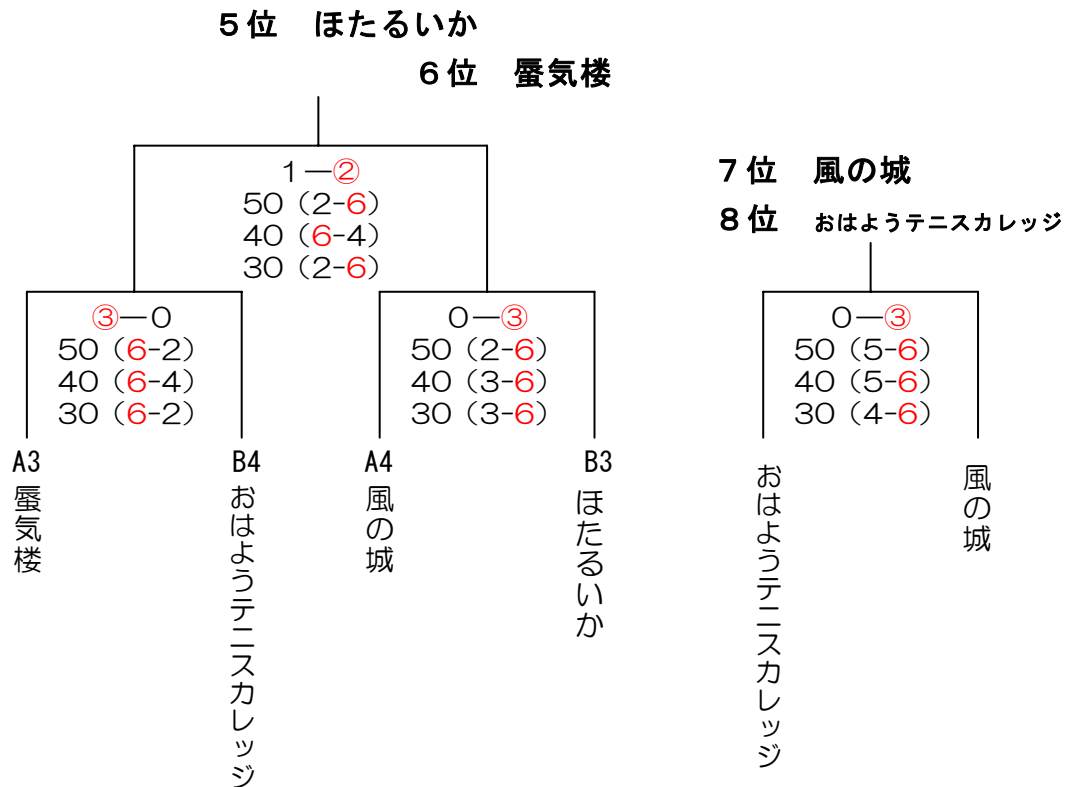 5位　ほたるいか
6位　蜃気楼
1―②
50（2-6）
40（6-4）
30（2-6）
7位　風の城
8位　おはようテニスカレッジ
③―0
50（6-2）
40（6-4）
30（6-2）
0―③
50（2-6）
40（3-6）
30（3-6）
0―③
50（5-6）
40（5-6）
30（4-6）
A3
蜃気楼
B4
おはようテニスカレッジ
A4
風の城
B3
ほたるいか
おはようテニスカレッジ
風の城